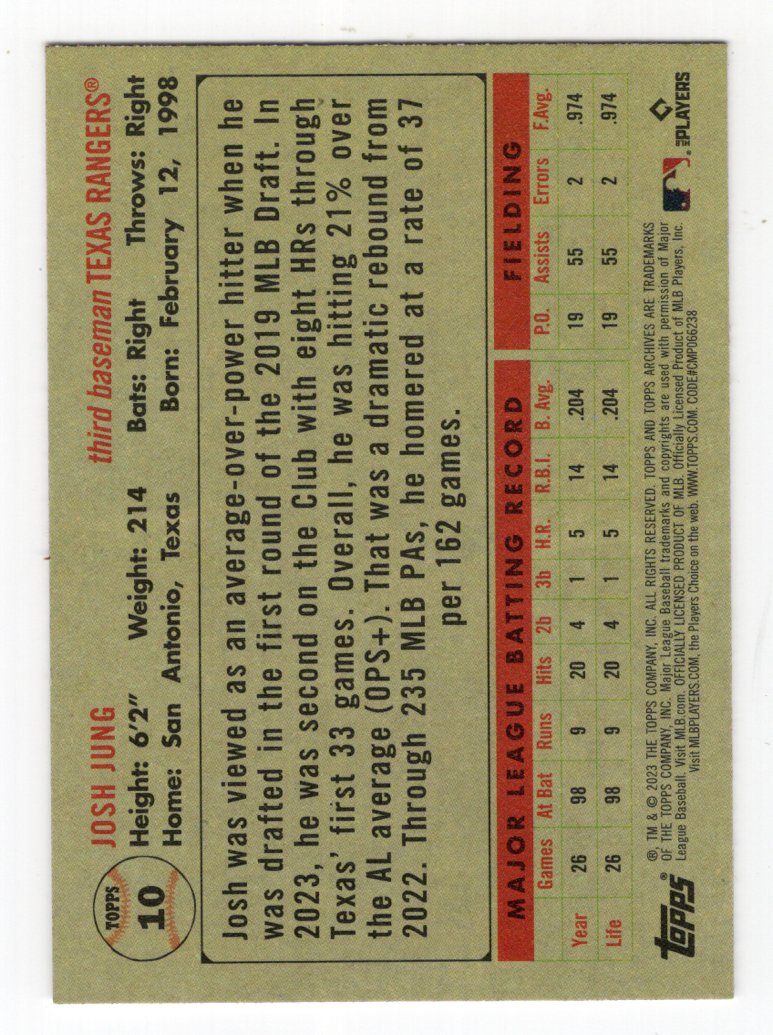 TOPPS
10
JOSH JUNG
third baseman TEXAS RANGERS®
Height: 6'2" Weight: 214 Bats: Right Throws: Right
Home: San Antonio, Texas Born: February 12, 1998
Josh was viewed as an average-over-power hitter when he
was drafted in the first round of the 2019 MLB Draft. In
2023, he was second on the Club with eight HRs through
Texas' first 33 games. Overall, he was hitting 21% over
the AL average (OPS+). That was a dramatic rebound from
2022. Through 235 MLB PAs, he homered at a rate of 37
per 162 games.
MAJOR LEAGUE BATTING RECORD FIELDING
Games At Bat Runs Hits 2b 3b H.R. R.B.I. B. Avg. P.O. Assists Errors F.Avg.
Year 26 98 9 20 4 1 5 14 .204 19 55 2 .974
Life 26 98 9 20 4 1 5 14 .204 19 55 2 .974
topps®
®, TM & © 2023 THE TOPPS COMPANY, INC. ALL RIGHTS RESERVED. TOPPS AND TOPPS ARCHIVES ARE TRADEMARKS
OF THE TOPPS COMPANY, INC. Major League Baseball trademarks and copyrights are used with permission of Major
League Baseball. Visit MLB.com. OFFICIALLY LICENSED PRODUCT OF MLB. Officially Licensed Product of MLB Players, Inc.
Visit MLBPLAYERS.COM, the Players Choice on the web. WWW.TOPPS.COM. CODE#CMP066238
MLB PLAYERS